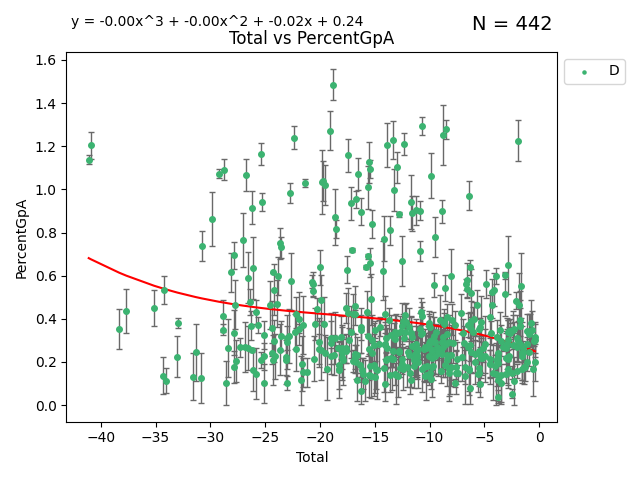 y = -0.00x^3 + -0.00x^2 + -0.02x + 0.24
N = 442
Total vs PercentGpA
D
PercentGpA
1.6
1.4
1.2
1.0
0.8
0.6
0.4
0.2
0.0
−40 −35 −30 −25 −20 −15 −10 −5 0
Total